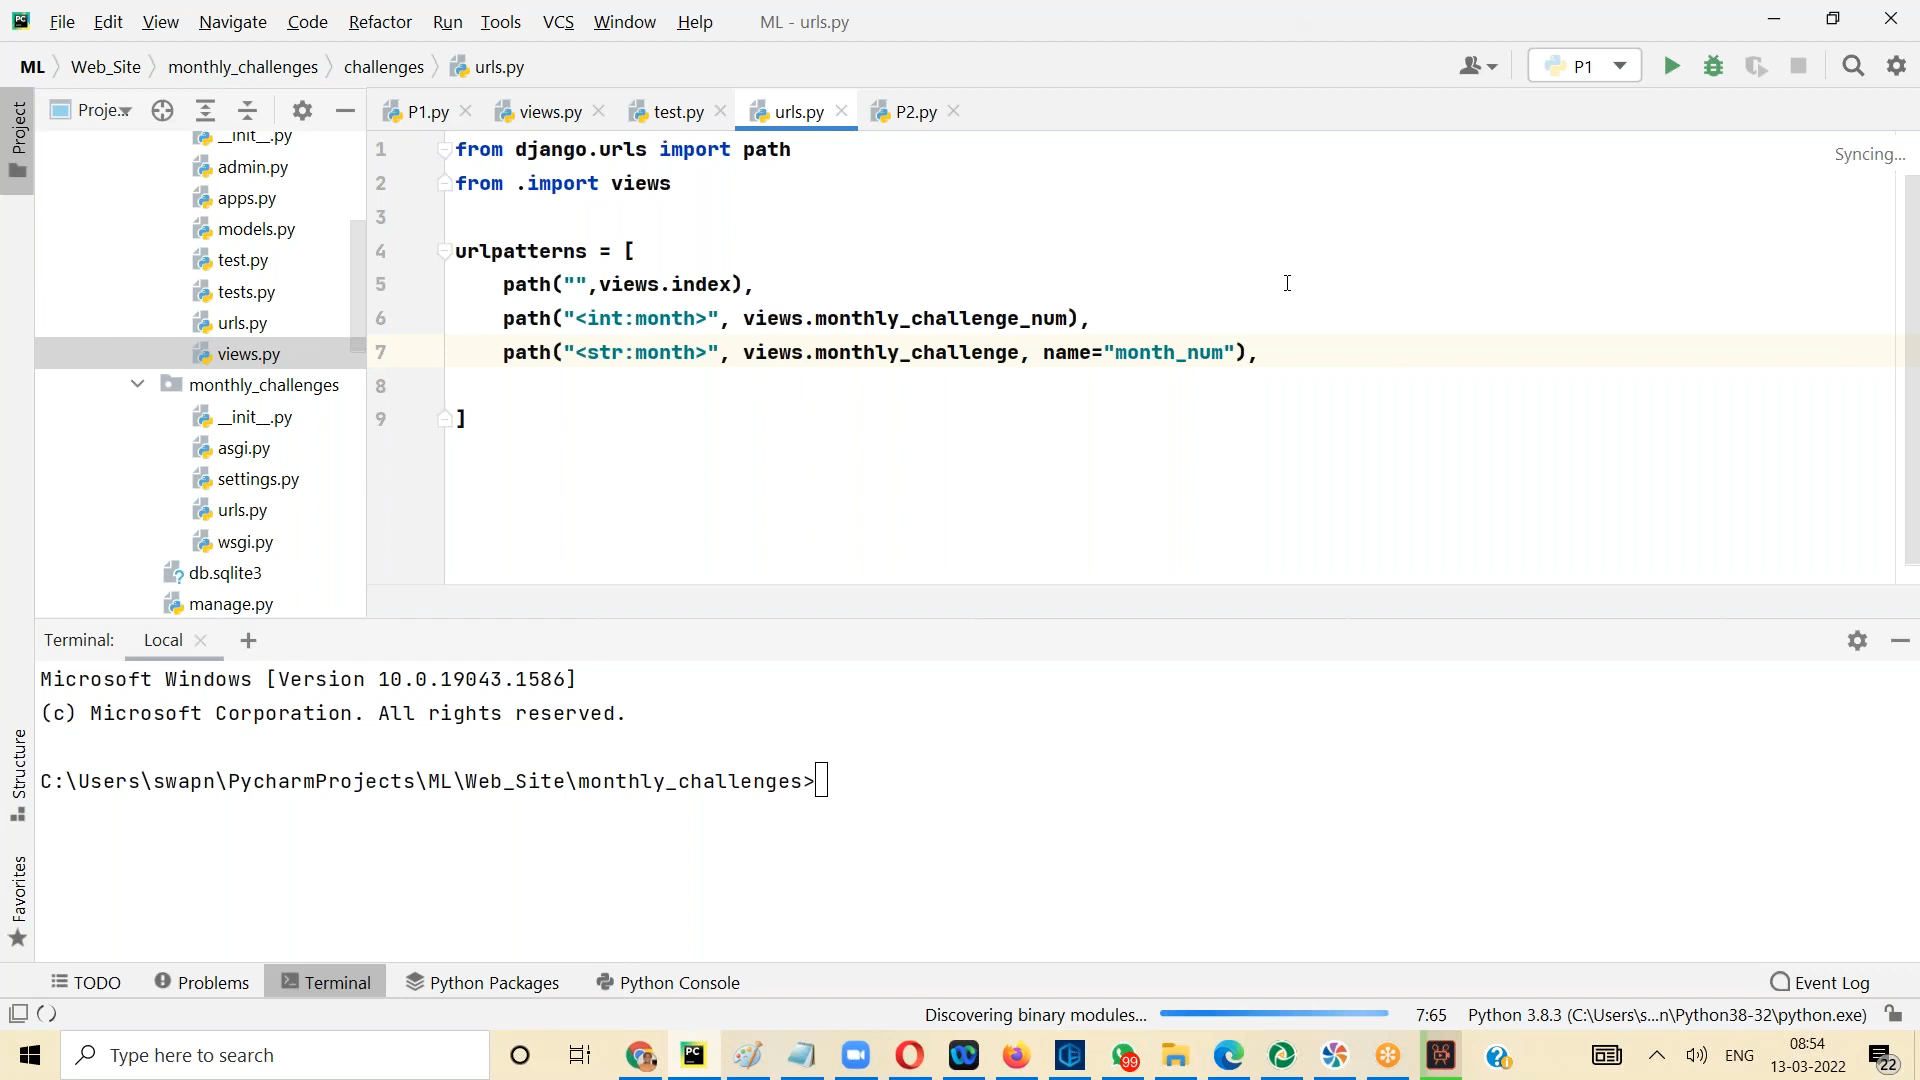 File Edit View Navigate Code Refactor Run Tools VCS Window Help ML - urls.py
ML Web_Site monthly_challenges challenges urls.py P1
Project
Proje... P1.py views.py test.py urls.py P2.py
__init__.py
admin.py
apps.py
models.py
test.py
tests.py
urls.py
views.py
monthly_challenges
__init__.py
asgi.py
settings.py
urls.py
wsgi.py
db.sqlite3
manage.py
1 from django.urls import path
2 from .import views
3
4 urlpatterns = [
5 path("",views.index),
6 path("<int:month>", views.monthly_challenge_num),
7 path("<str:month>", views.monthly_challenge, name="month_num"),
8
9 ]
Syncing...
Terminal: Local
Microsoft Windows [Version 10.0.19043.1586]
(c) Microsoft Corporation. All rights reserved.
C:\Users\swapn\PycharmProjects\ML\Web_Site\monthly_challenges>
Structure
Favorites
TODO Problems Terminal Python Packages Python Console Event Log
Discovering binary modules... 7:65 Python 3.8.3 (C:\Users\s...n\Python38-32\python.exe)
Type here to search
PC
99
ENG
08:54
13-03-2022
22